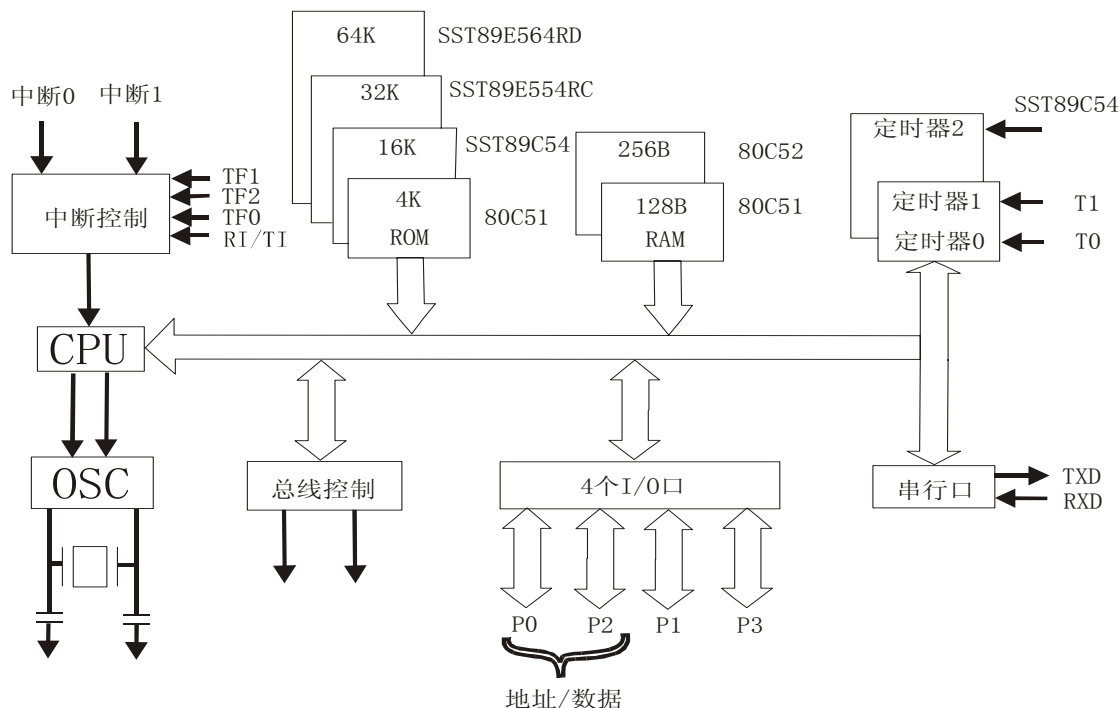 64K
SST89E564RD
32K
SST89E554RC
中断0
中断1
16K
SST89C54
SST89C54
定时器2
256B
80C52
TF1
TF2
TF0
RI/TI
中断控制
4K
ROM
80C51
128B
RAM
80C51
定时器1
定时器0
T1
T0
CPU
OSC
总线控制
4个I/O口
串行口
TXD
RXD
P0
P2
P1
P3
地址/数据